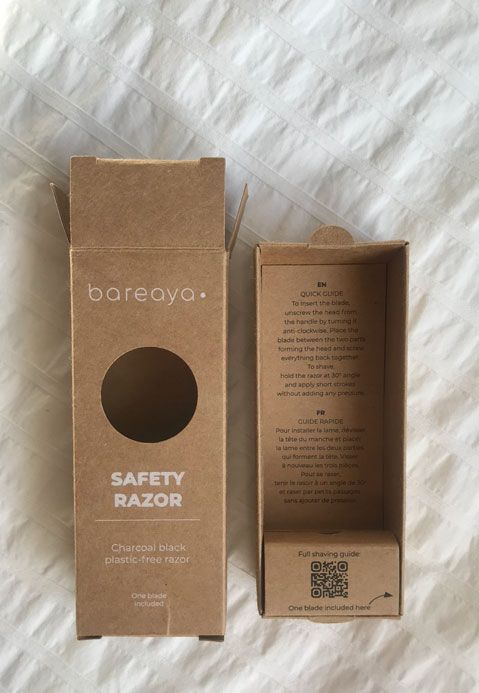 bareaya.
SAFETY
RAZOR
Charcoal black
plastic-free razor
One blade
included
EN
QUICK GUIDE
To insert the blade,
unscrew the head from
the handle by turning it
anti-clockwise. Place the
blade between the two parts
forming the head and screw
everything back together.
To shave,
hold the razor at 30° angle
and apply short strokes
without adding any pressure.
FR
GUIDE RAPIDE
Pour installer la lame, dévisser
la tête du manche et placer
la lame entre les deux parties
qui forment la tête. Visser
à nouveau les trois pièces.
Pour se raser,
tenir le rasoir à un angle de 30°
et raser par petits passages
sans ajouter de pression.
Full shaving guide:
One blade included here